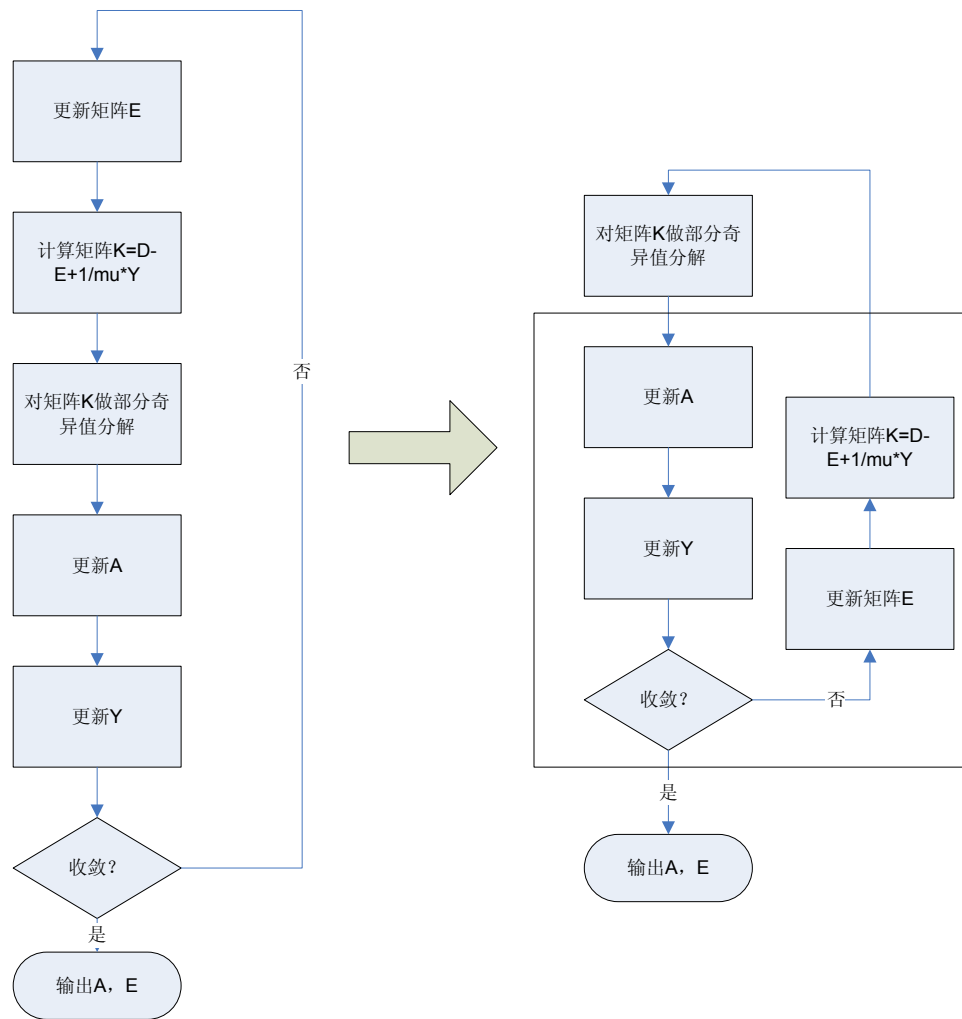 更新矩阵E
计算矩阵K=D-
E+1/mu*Y
对矩阵K做部分奇
异值分解
更新A
更新Y
收敛?
否
是
输出A，E
对矩阵K做部分奇
异值分解
更新A
更新Y
收敛?
否
更新矩阵E
计算矩阵K=D-
E+1/mu*Y
是
输出A，E